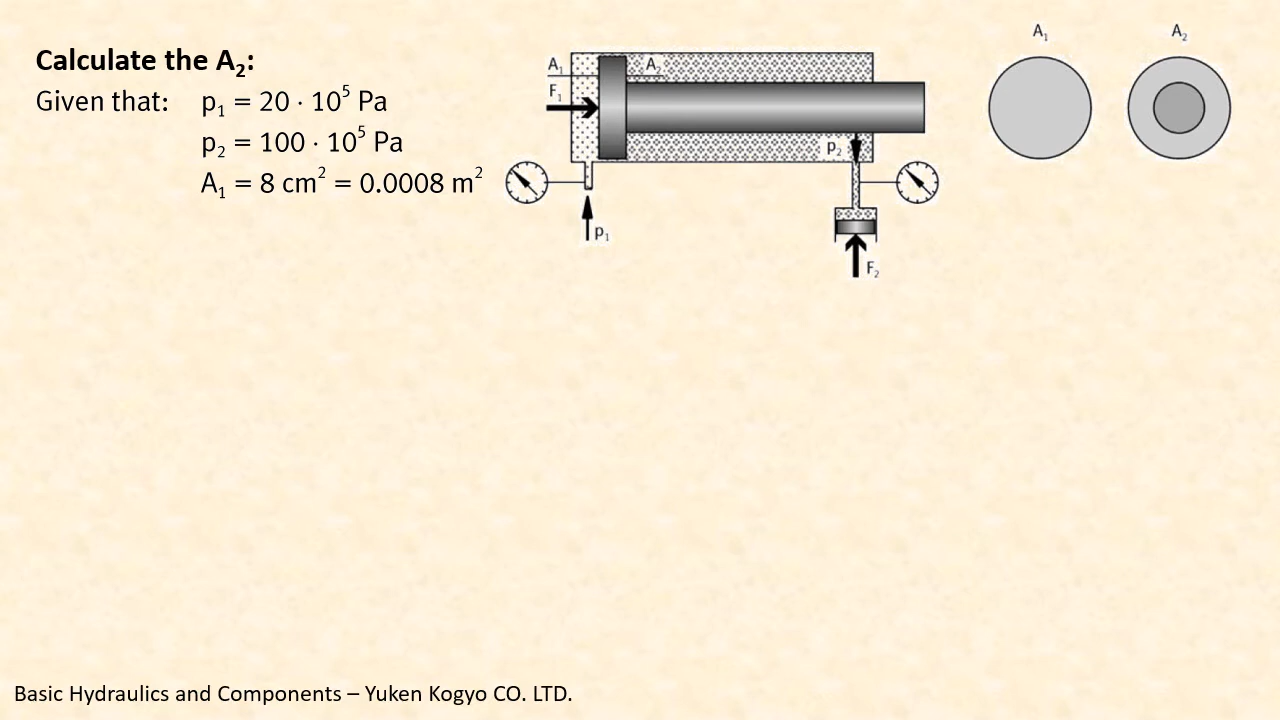 Calculate the A₂:
Given that: p₁ = 20 · 10⁵ Pa
p₂ = 100 · 10⁵ Pa
A₁ = 8 cm² = 0.0008 m²
A₁
A₂
F₁
p₂
p₁
F₂
A₁
A₂
Basic Hydraulics and Components – Yuken Kogyo CO. LTD.